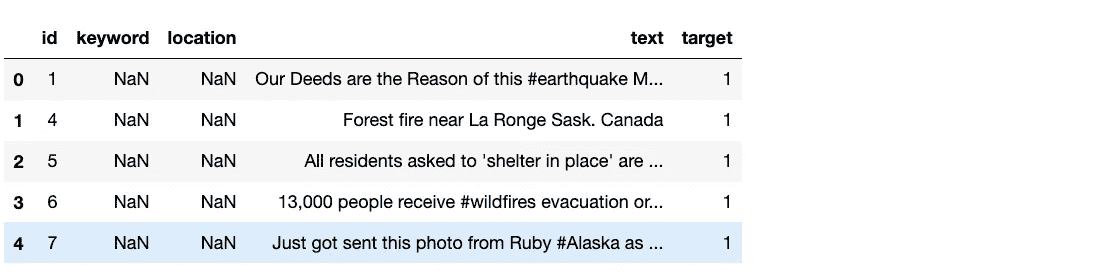 id keyword location text target
0 1 NaN NaN Our Deeds are the Reason of this #earthquake M... 1
1 4 NaN NaN Forest fire near La Ronge Sask. Canada 1
2 5 NaN NaN All residents asked to 'shelter in place' are ... 1
3 6 NaN NaN 13,000 people receive #wildfires evacuation or... 1
4 7 NaN NaN Just got sent this photo from Ruby #Alaska as ... 1